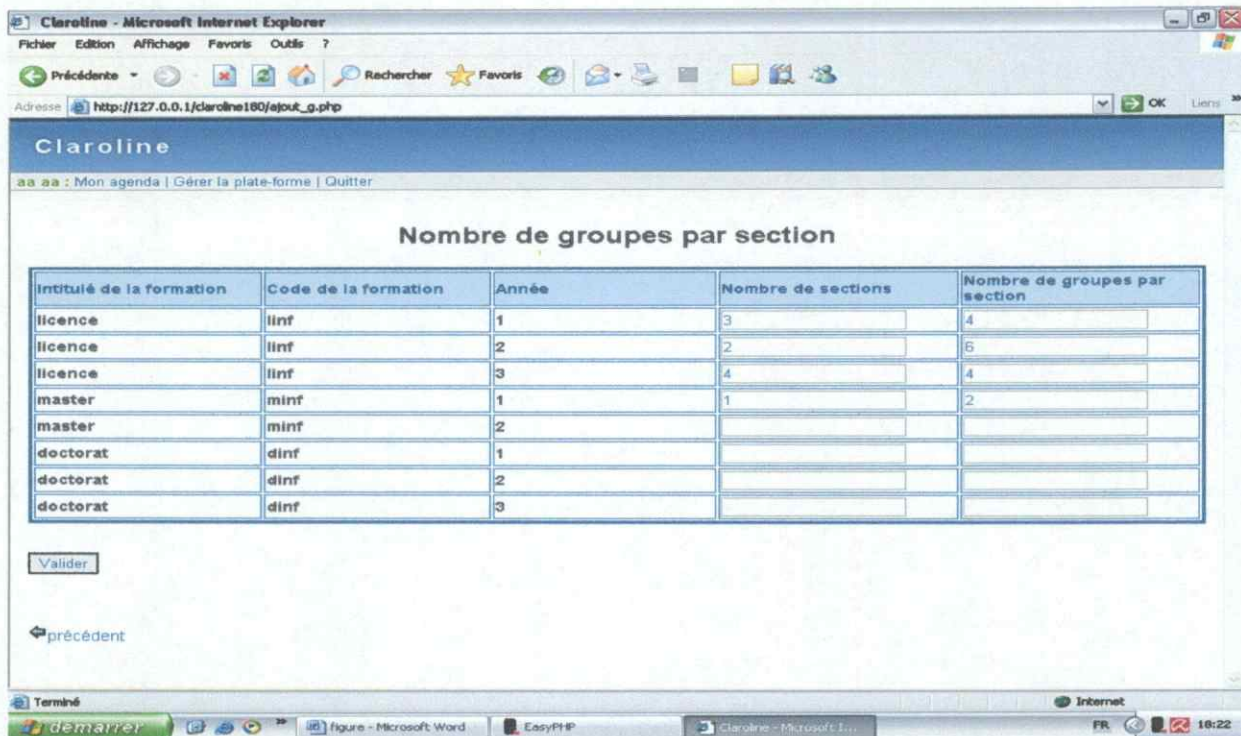 Claroline - Microsoft Internet Explorer
Fichier Edition Affichage Favoris Outils ?
Précédente Rechercher Favoris
Adresse http://127.0.0.1/claroline180/ajout_g.php OK Liens »
Claroline
aa aa : Mon agenda | Gérer la plate-forme | Quitter
Nombre de groupes par section
Intitulé de la formation Code de la formation Année Nombre de sections Nombre de groupes par section
licence linf 1 3 4
licence linf 2 2 6
licence linf 3 4 4
master minf 1 1 2
master minf 2
doctorat dinf 1
doctorat dinf 2
doctorat dinf 3
Valider
précédent
Terminé Internet
démarrer » figure - Microsoft Word EasyPHP Claroline - Microsoft I... FR 18:22